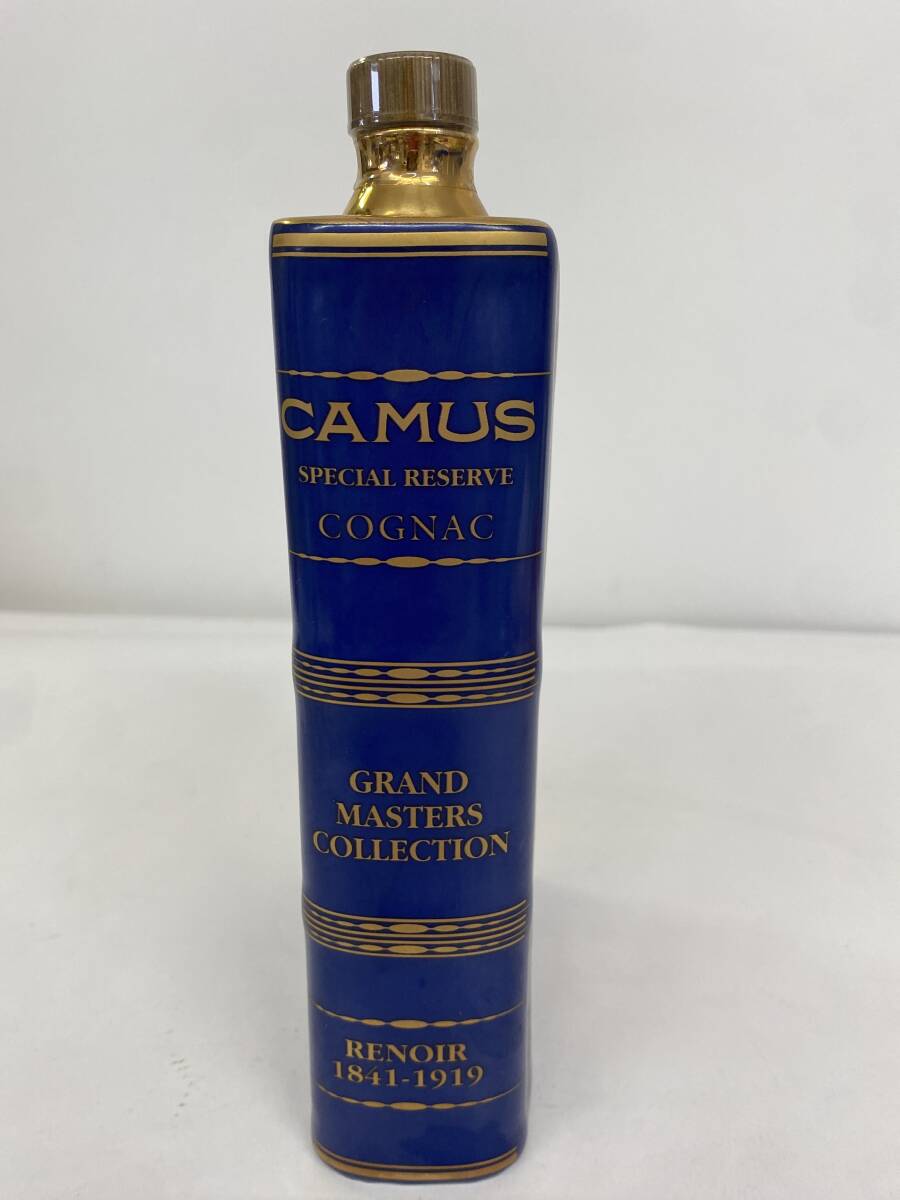 CAMUS
SPECIAL RESERVE
COGNAC
GRAND
MASTERS
COLLECTION
RENOIR
1841-1919